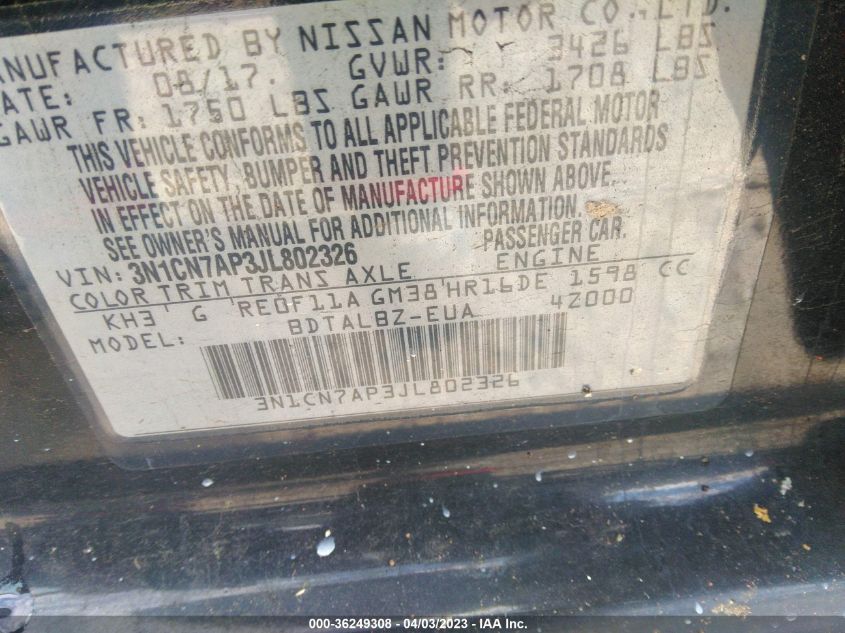 MANUFACTURED BY NISSAN MOTOR CO., LTD.
DATE: 08/17. GVWR: 3426 LBS
GAWR FR: 1750 LBS GAWR RR: 1708 LBS
THIS VEHICLE CONFORMS TO ALL APPLICABLE FEDERAL MOTOR
VEHICLE SAFETY, BUMPER AND THEFT PREVENTION STANDARDS
IN EFFECT ON THE DATE OF MANUFACTURE SHOWN ABOVE.
SEE OWNER'S MANUAL FOR ADDITIONAL INFORMATION.
VIN: 3N1CN7AP3JL802326 PASSENGER CAR.
COLOR TRIM TRANS AXLE ENGINE
KH3 G RE0F11A GM38 HR16DE 1598 CC
MODEL: BDTALBZ-EUA 4Z000
3N1CN7AP3JL802326
000-36249308 - 04/03/2023 - IAA Inc.